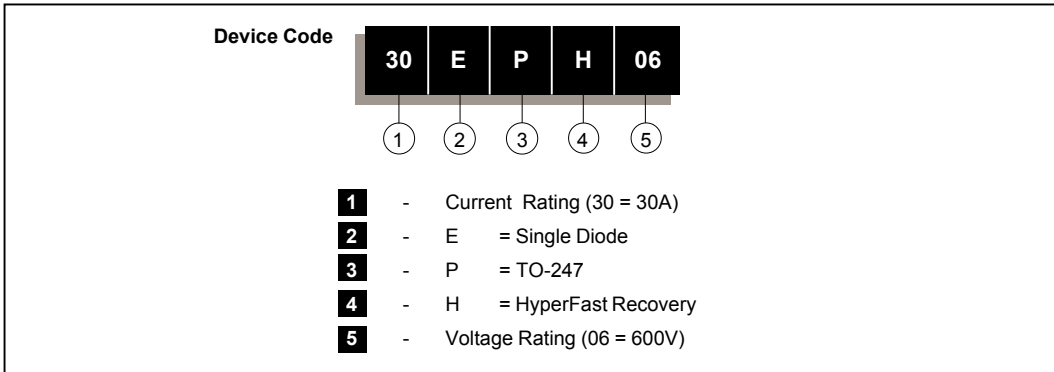 Device Code
30 E P H 06
1 2 3 4 5
1 - Current Rating (30 = 30A)
2 - E = Single Diode
3 - P = TO-247
4 - H = HyperFast Recovery
5 - Voltage Rating (06 = 600V)